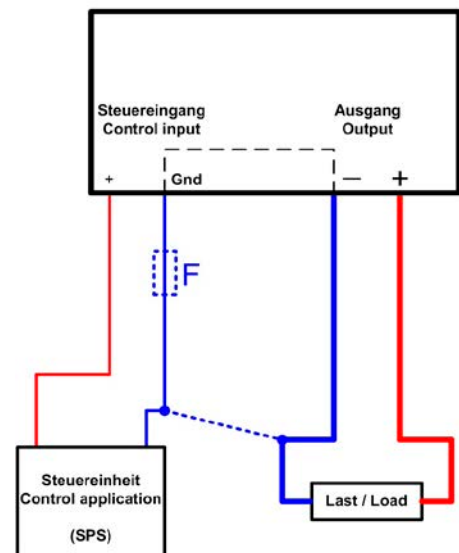 Steuereingang
Control input
Ausgang
Output
+
Gnd
— +
F
Steuereinheit
Control application
(SPS)
Last / Load